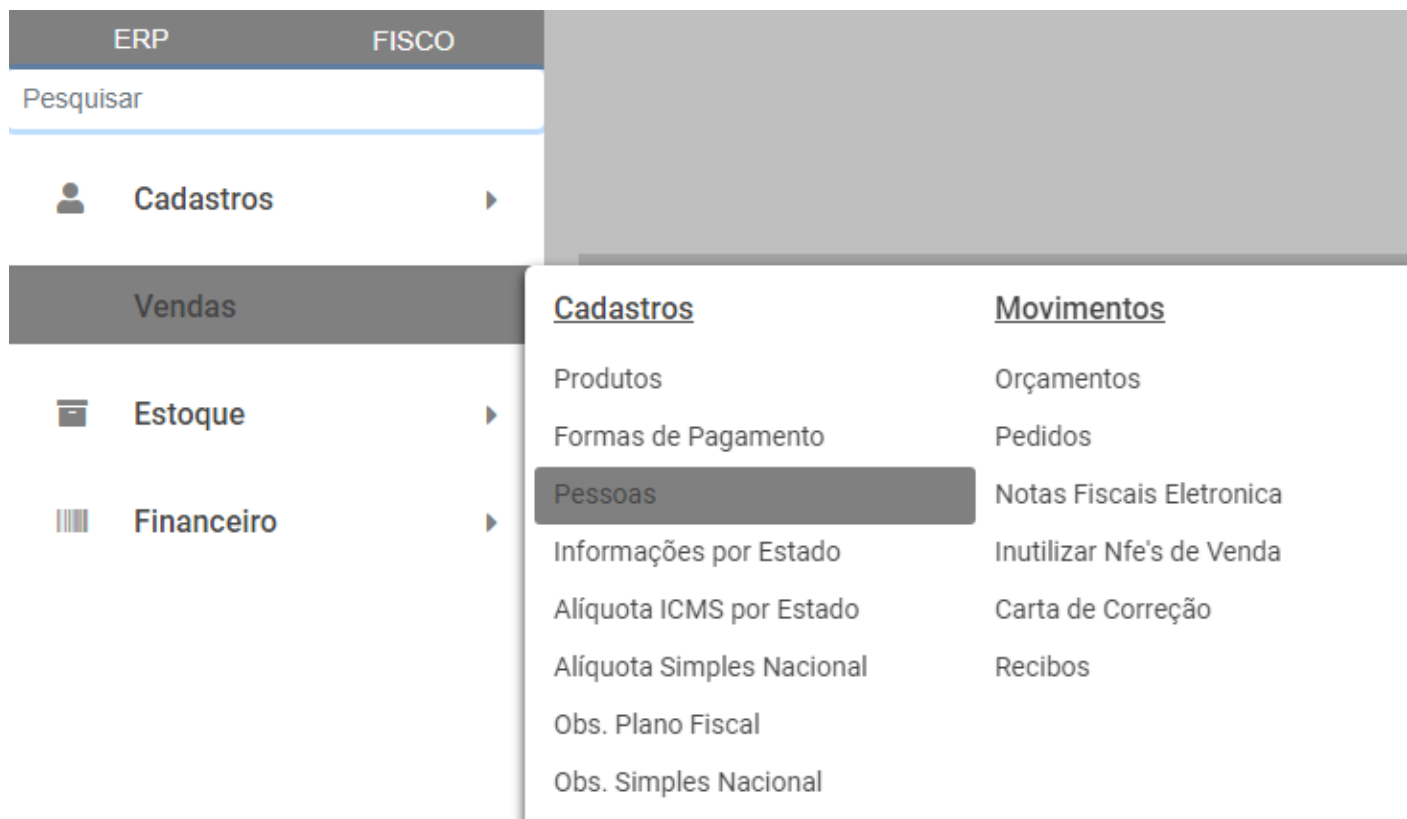 ERP FISCO
Pesquisar
Cadastros
Vendas
Estoque
Financeiro
Cadastros
Produtos
Formas de Pagamento
Pessoas
Informações por Estado
Alíquota ICMS por Estado
Alíquota Simples Nacional
Obs. Plano Fiscal
Obs. Simples Nacional
Movimentos
Orçamentos
Pedidos
Notas Fiscais Eletronica
Inutilizar Nfe's de Venda
Carta de Correção
Recibos